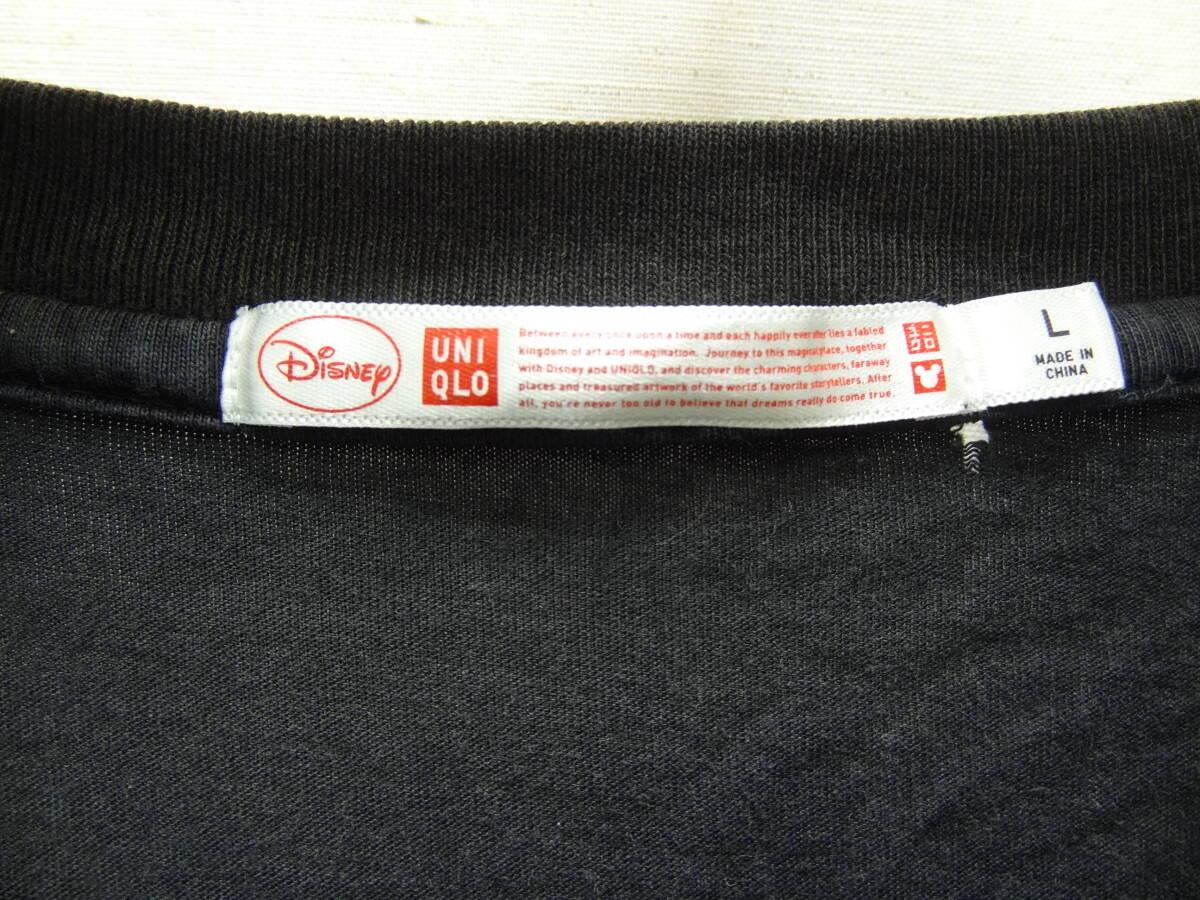 Disney
UNI
QLO
Between every once upon a time and each happily ever after lies a fabled
kingdom of art and imagination. Journey to this magical place, together
with Disney and UNIQLO, and discover the charming characters, faraway
places and treasured artwork of the world's favorite storytellers. After
all, you're never too old to believe that dreams really do come true.
ユニ
クロ
L
MADE IN
CHINA